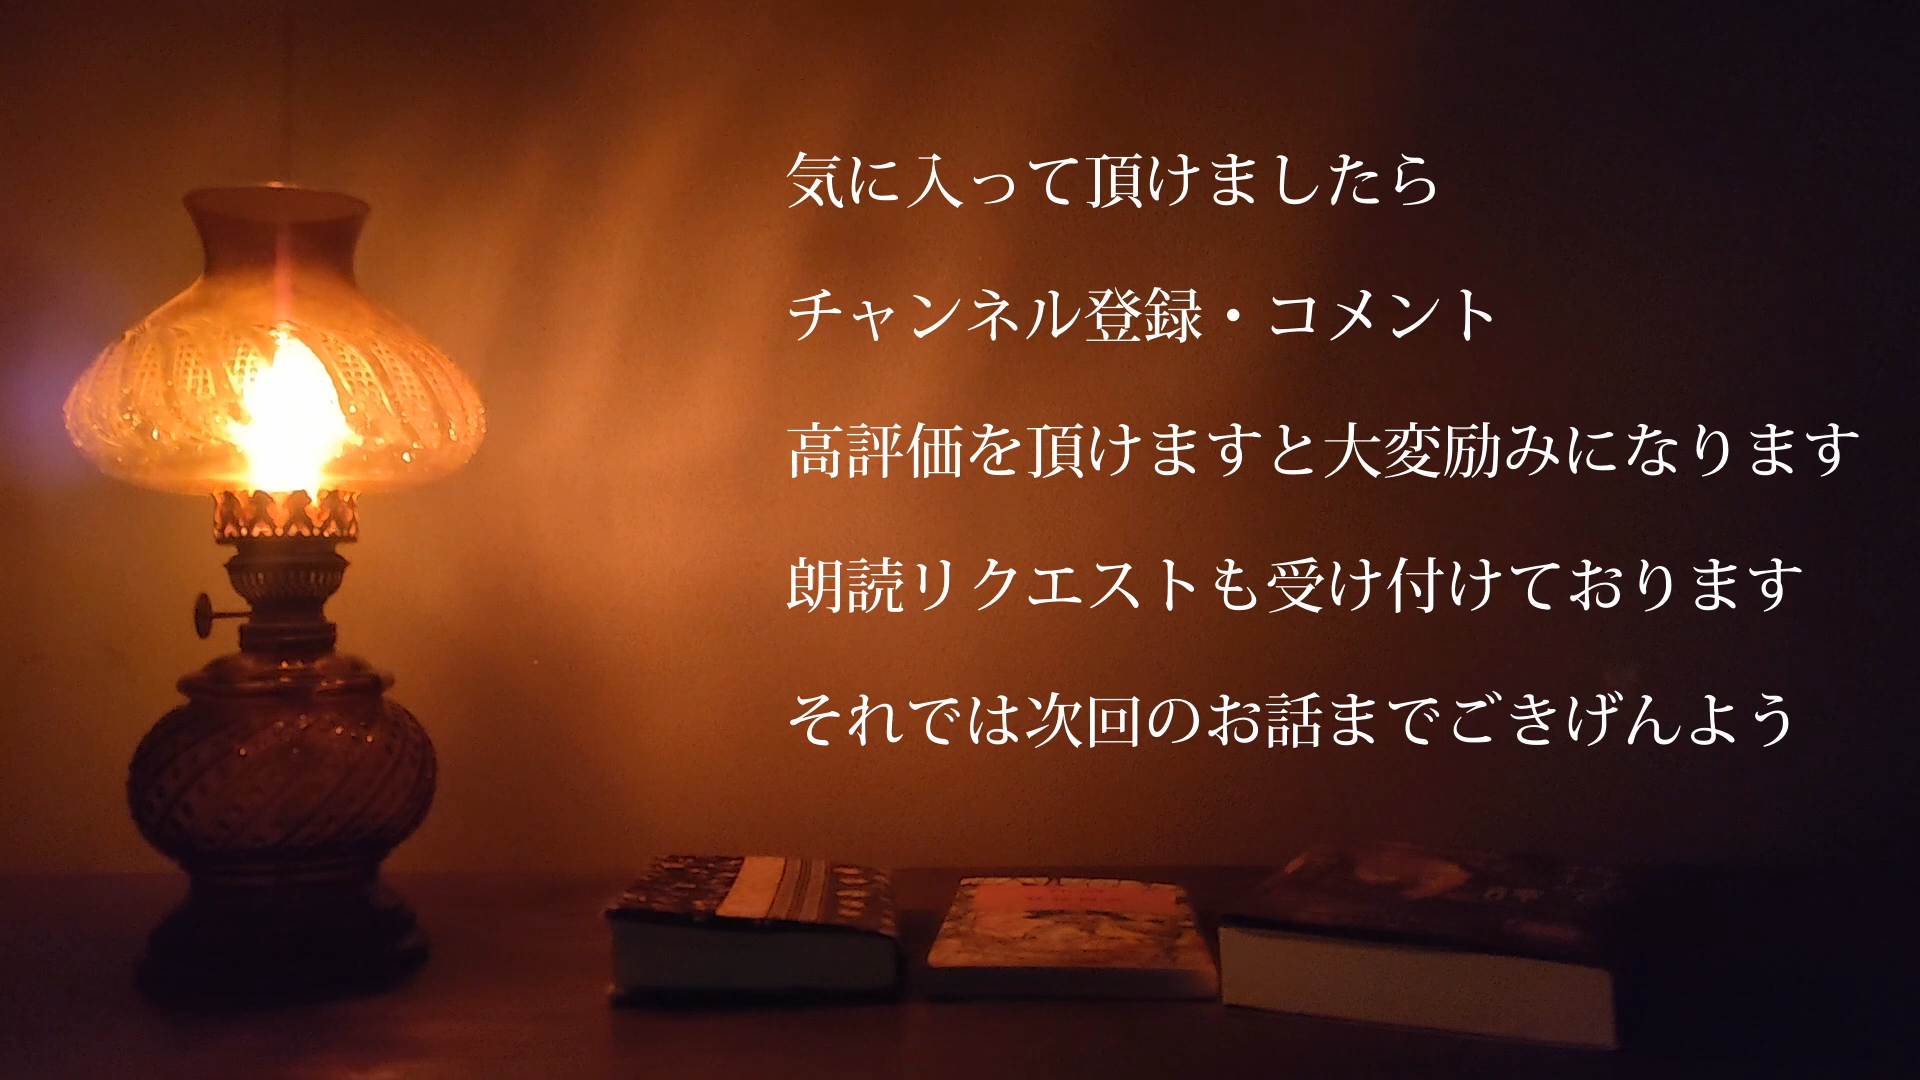 気に入って頂けましたら
チャンネル登録・コメント
高評価を頂けますと大変励みになります
朗読リクエストも受け付けております
それでは次回のお話までごきげんよう